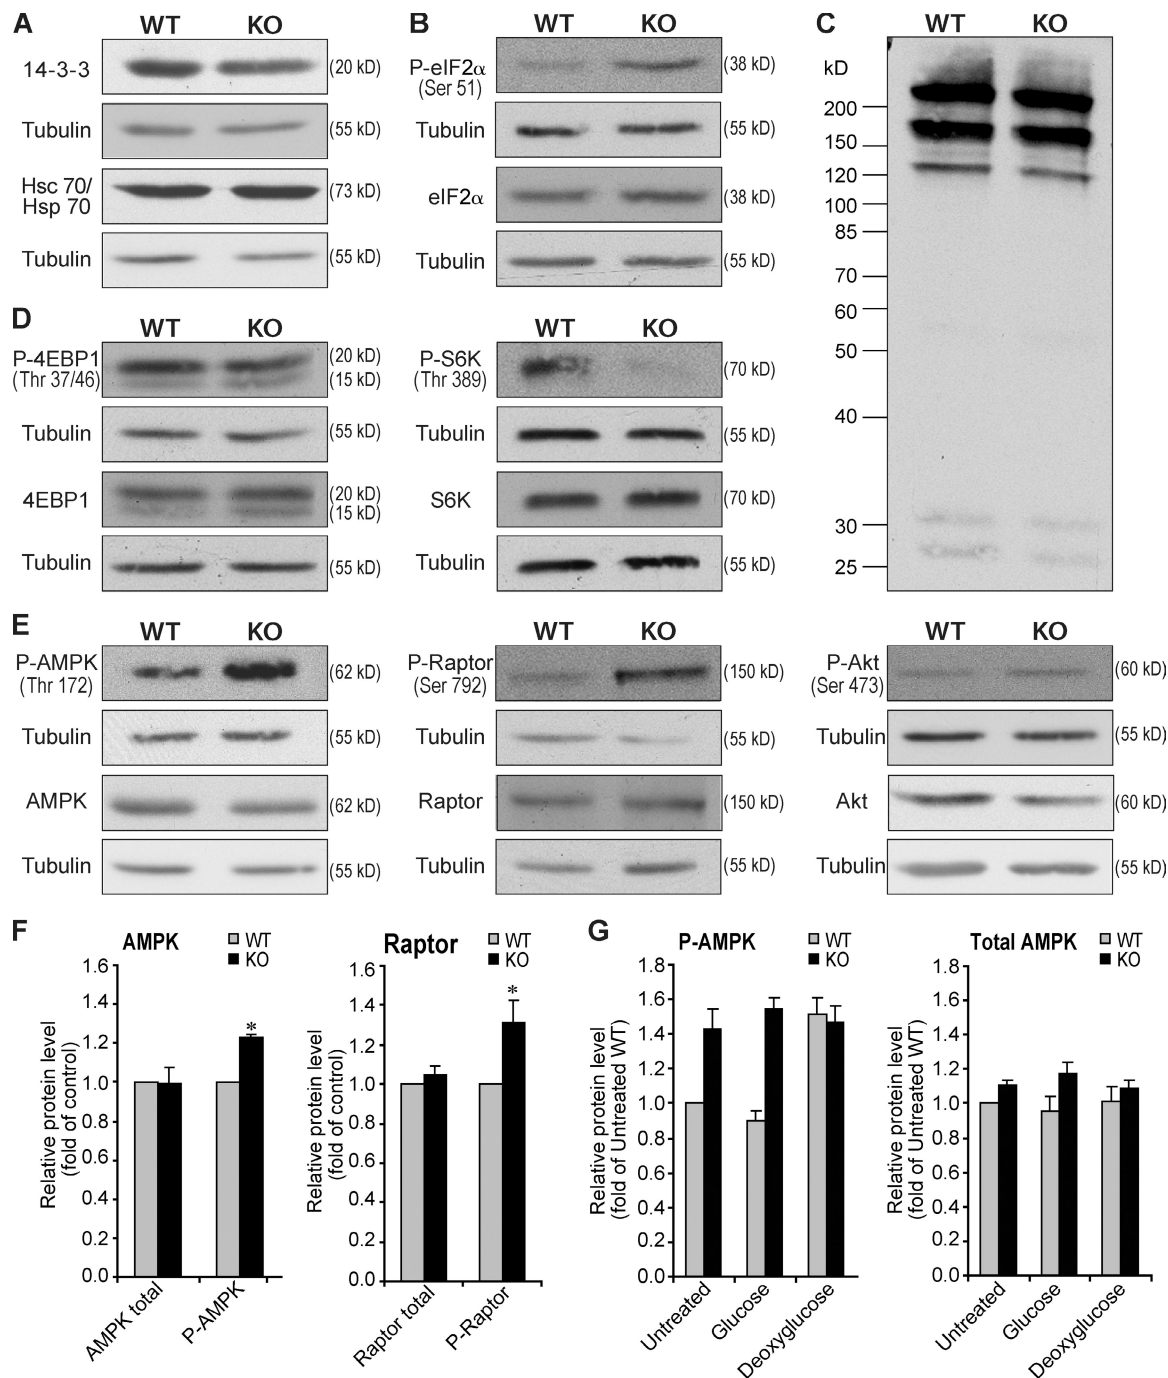 A
WT KO
14-3-3 (20 kD)
Tubulin (55 kD)
Hsc 70/
Hsp 70
(73 kD)
Tubulin (55 kD)
B
WT KO
P-eIF2α
(Ser 51)
(38 kD)
Tubulin (55 kD)
eIF2α (38 kD)
Tubulin (55 kD)
C
WT KO
kD
200
150
120
100
85
70
60
50
40
30
25
D
WT KO
P-4EBP1
(Thr 37/46)
(20 kD)
(15 kD)
Tubulin (55 kD)
4EBP1
(20 kD)
(15 kD)
Tubulin (55 kD)
WT KO
P-S6K
(Thr 389)
(70 kD)
Tubulin (55 kD)
S6K (70 kD)
Tubulin (55 kD)
E
WT KO
P-AMPK
(Thr 172)
(62 kD)
Tubulin (55 kD)
AMPK (62 kD)
Tubulin (55 kD)
WT KO
P-Raptor
(Ser 792)
(150 kD)
Tubulin (55 kD)
Raptor (150 kD)
Tubulin (55 kD)
WT KO
P-Akt
(Ser 473)
(60 kD)
Tubulin (55 kD)
Akt (60 kD)
Tubulin (55 kD)
F
AMPK
WT
KO
Relative protein level
(fold of control)
1.6
1.4
1.2
1.0
0.8
0.6
0.4
0.2
0.0
*
AMPK total
P-AMPK
Raptor
WT
KO
Relative protein level
(fold of control)
1.6
1.4
1.2
1.0
0.8
0.6
0.4
0.2
0.0
*
Raptor total
P-Raptor
G
P-AMPK
WT
KO
Relative protein level
(fold of Untreated WT)
1.8
1.6
1.4
1.2
1.0
0.8
0.6
0.4
0.2
0.0
Untreated
Glucose
Deoxyglucose
Total AMPK
WT
KO
Relative protein level
(fold of Untreated WT)
1.8
1.6
1.4
1.2
1.0
0.8
0.6
0.4
0.2
0.0
Untreated
Glucose
Deoxyglucose